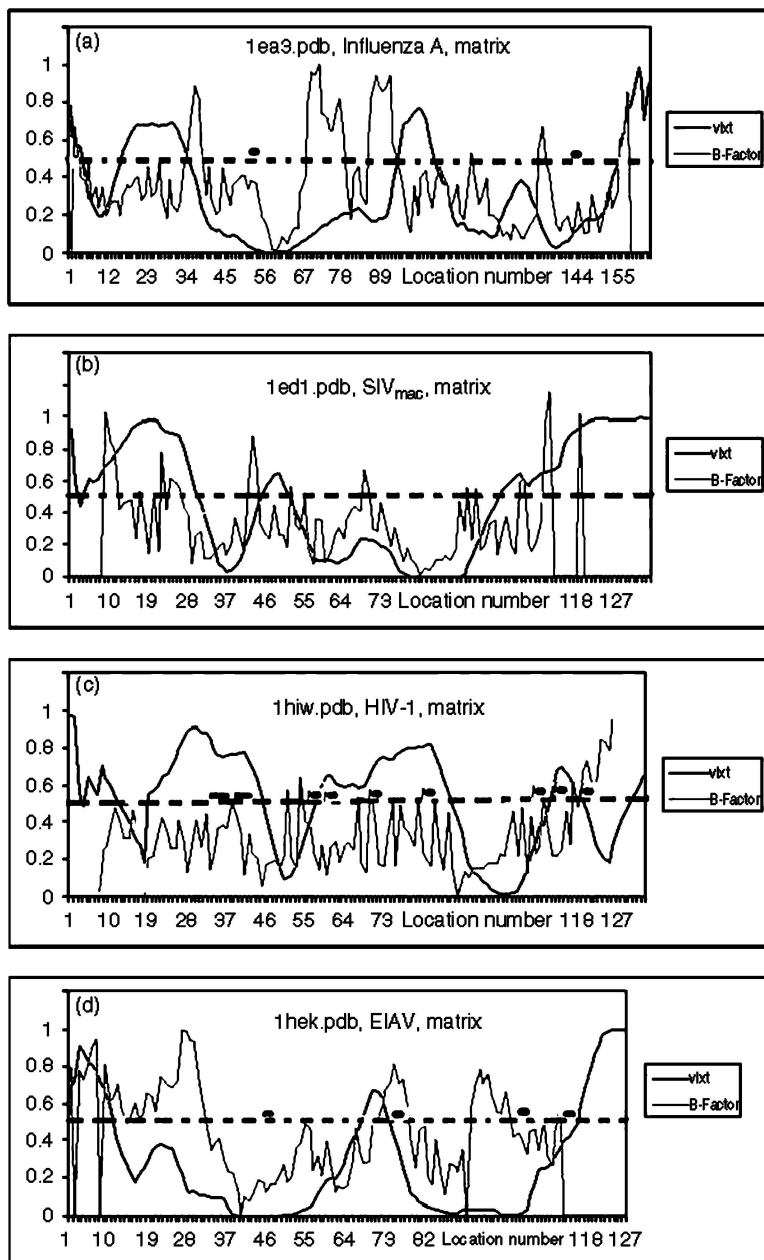 (a)
1ea3.pdb, Influenza A, matrix
1
0.8
0.6
0.4
0.2
0
1 12 23 34 45 56 67 78 89 Location number 144 155
vlxt
B-Factor
(b)
1ed1.pdb, SIVmac, matrix
1
0.8
0.6
0.4
0.2
0
1 10 19 28 37 46 55 64 73 Location number 118 127
vlxt
B-Factor
(c)
1hiw.pdb, HIV-1, matrix
1
0.8
0.6
0.4
0.2
0
1 10 19 28 37 46 55 64 73 Location number 118 127
vlxt
B-Factor
(d)
1hek.pdb, EIAV, matrix
1
0.8
0.6
0.4
0.2
0
1 10 19 28 37 46 55 64 73 82 Location number 118 127
vlxt
B-Factor